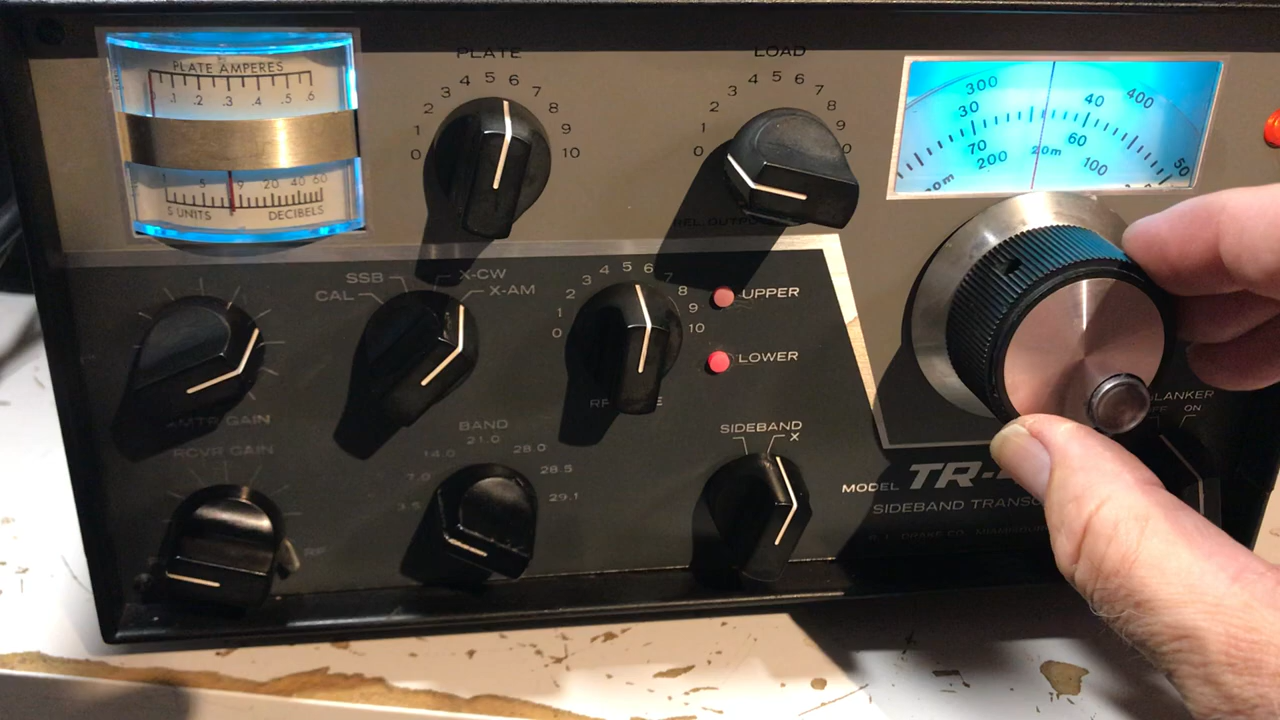 PLATE AMPERES
.1 .2 .3 .4 .5 .6
1 5 9 20 40 60
S UNITS DECIBELS
PLATE
0 1 2 3 4 5 6 7 8 9 10
LOAD
0 1 2 3 4 5 6 7 8 9
300 400
30 40
70 60 50
200 20m 100
SSB X-CW
CAL X-AM
0 1 2 3 4 5 6 7 8 9 10
UPPER
LOWER
GAIN
RCVR GAIN
RF
BAND
3.5 7.0 14.0 21.0 28.0 28.5 29.1
SIDEBAND
X
ON
MODEL TR-
SIDEBAND